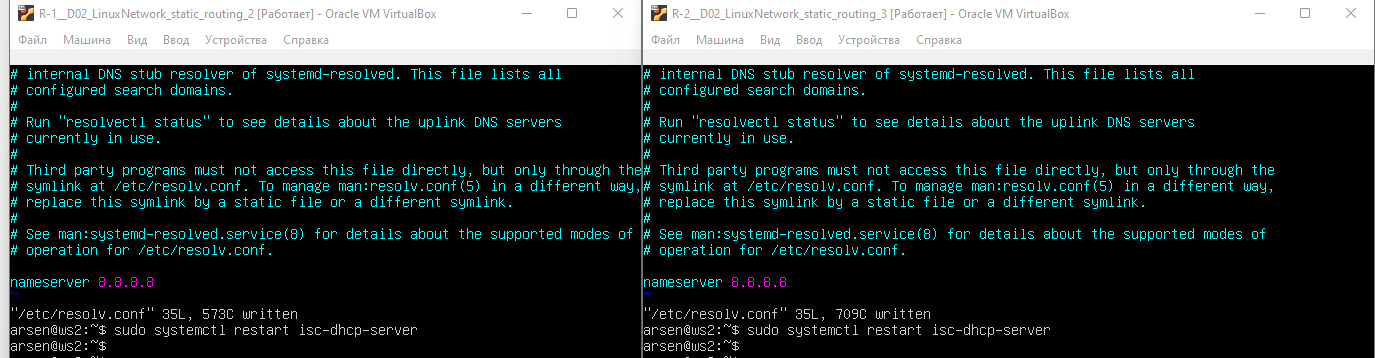 R-1__D02_LinuxNetwork_static_routing_2 [Работает] - Oracle VM VirtualBox
Файл Машина Вид Ввод Устройства Справка
# internal DNS stub resolver of systemd-resolved. This file lists all
# configured search domains.
#
# Run "resolvectl status" to see details about the uplink DNS servers
# currently in use.
#
# Third party programs must not access this file directly, but only through the
# symlink at /etc/resolv.conf. To manage man:resolv.conf(5) in a different way,
# replace this symlink by a static file or a different symlink.
#
# See man:systemd-resolved.service(8) for details about the supported modes of
# operation for /etc/resolv.conf.
nameserver 8.8.8.8
~
"/etc/resolv.conf" 35L, 573C written
arsen@ws2:~$ sudo systemctl restart isc-dhcp-server
arsen@ws2:~$
R-2__D02_LinuxNetwork_static_routing_3 [Работает] - Oracle VM VirtualBox
Файл Машина Вид Ввод Устройства Справка
# internal DNS stub resolver of systemd-resolved. This file lists all
# configured search domains.
#
# Run "resolvectl status" to see details about the uplink DNS servers
# currently in use.
#
# Third party programs must not access this file directly, but only through the
# symlink at /etc/resolv.conf. To manage man:resolv.conf(5) in a different way,
# replace this symlink by a static file or a different symlink.
#
# See man:systemd-resolved.service(8) for details about the supported modes of
# operation for /etc/resolv.conf.
nameserver 8.8.8.8
~
"/etc/resolv.conf" 35L, 709C written
arsen@ws2:~$ sudo systemctl restart isc-dhcp-server
arsen@ws2:~$